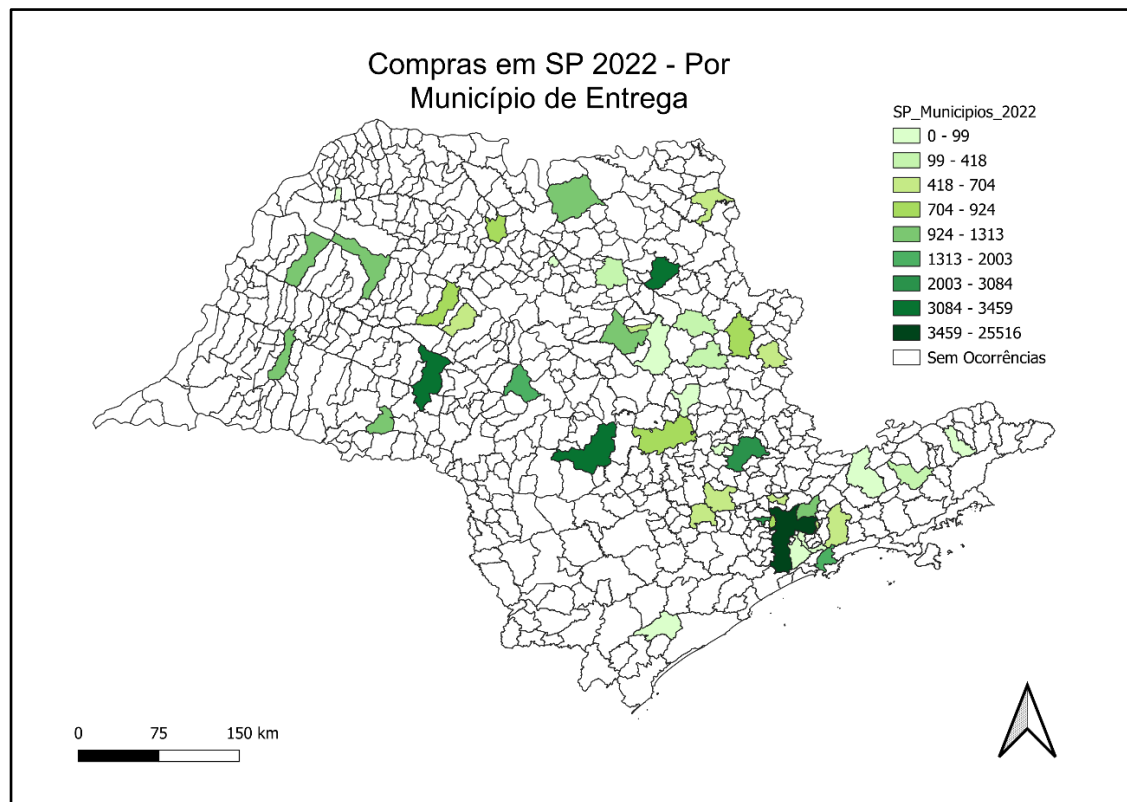 Compras em SP 2022 - Por
Município de Entrega
SP_Municipios_2022
0 - 99
99 - 418
418 - 704
704 - 924
924 - 1313
1313 - 2003
2003 - 3084
3084 - 3459
3459 - 25516
Sem Ocorrências
0 75 150 km